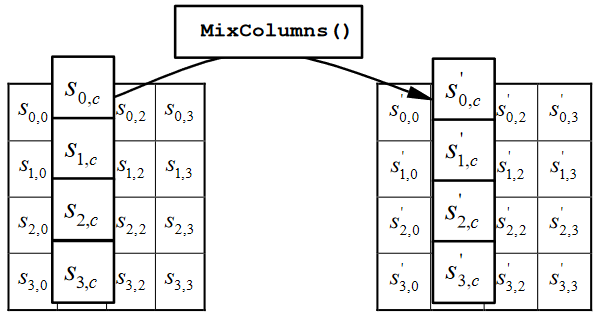 MixColumns()
s0,c s'0,c
s0,0 s0,2 s0,3 s'0,0 s'0,2 s'0,3
s1,c s'1,c
s1,0 s1,2 s1,3 s'1,0 s'1,2 s'1,3
s2,c s'2,c
s2,0 s2,2 s2,3 s'2,0 s'2,2 s'2,3
s3,c s'3,c
s3,0 s3,2 s3,3 s'3,0 s'3,2 s'3,3